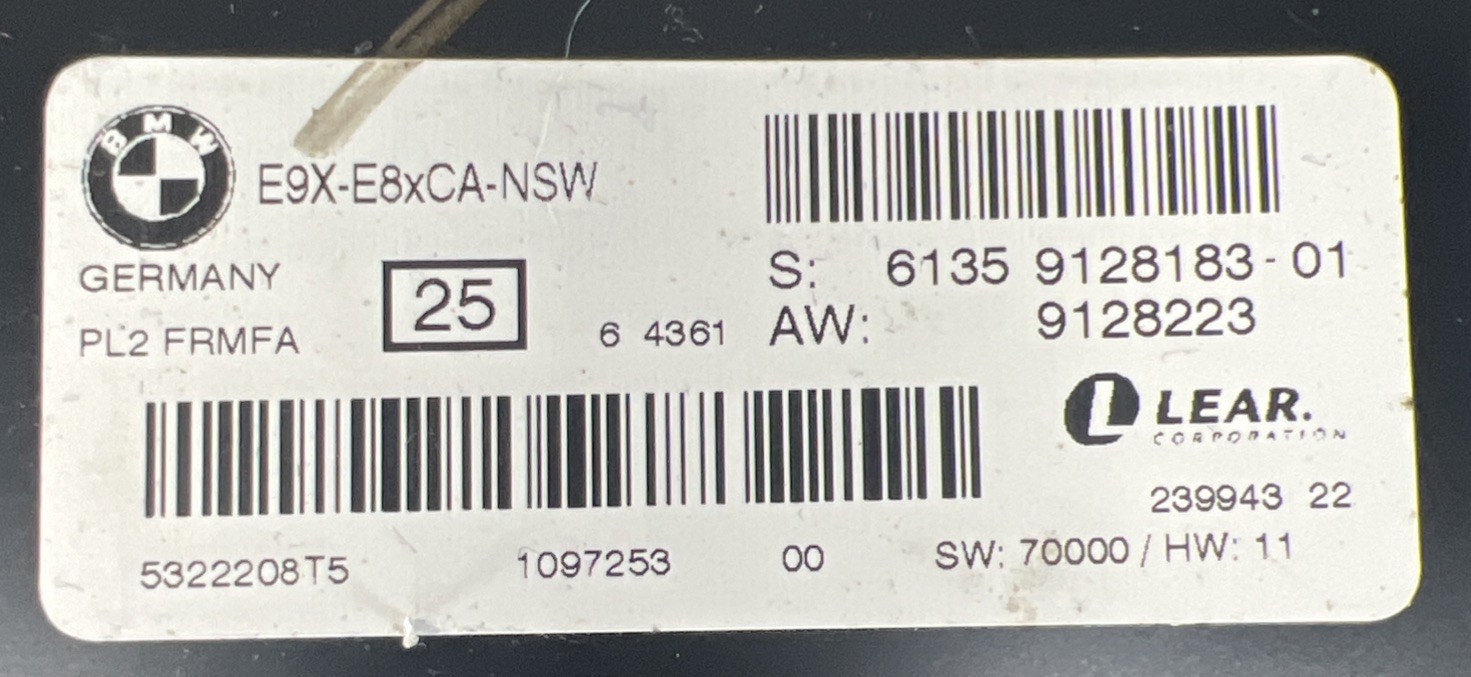 BMW
E9X-E8xCA-NSW
GERMANY
PL2 FRMFA
25
6 4361
S: 6135 9128183-01
AW: 9128223
L LEAR.
CORPORATION
239943 22
5322208T5 1097253 00 SW: 70000 / HW: 11